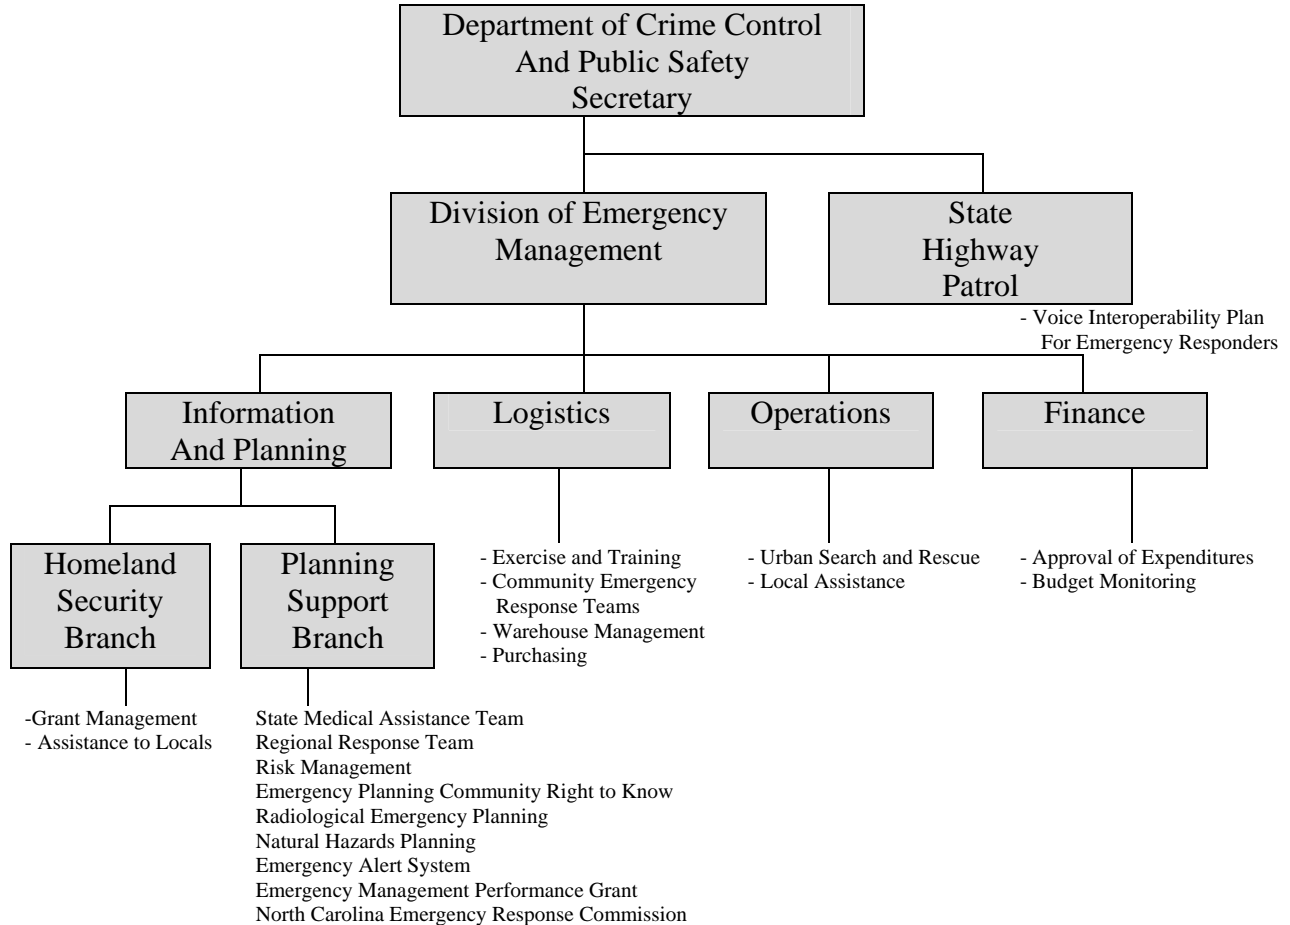 Department of Crime Control
And Public Safety
Secretary
Division of Emergency
Management
State
Highway
Patrol
- Voice Interoperability Plan
For Emergency Responders
Information
And Planning
Logistics
Operations
Finance
Homeland
Security
Branch
Planning
Support
Branch
- Exercise and Training
- Community Emergency
Response Teams
- Warehouse Management
- Purchasing
- Urban Search and Rescue
- Local Assistance
- Approval of Expenditures
- Budget Monitoring
-Grant Management
- Assistance to Locals
State Medical Assistance Team
Regional Response Team
Risk Management
Emergency Planning Community Right to Know
Radiological Emergency Planning
Natural Hazards Planning
Emergency Alert System
Emergency Management Performance Grant
North Carolina Emergency Response Commission